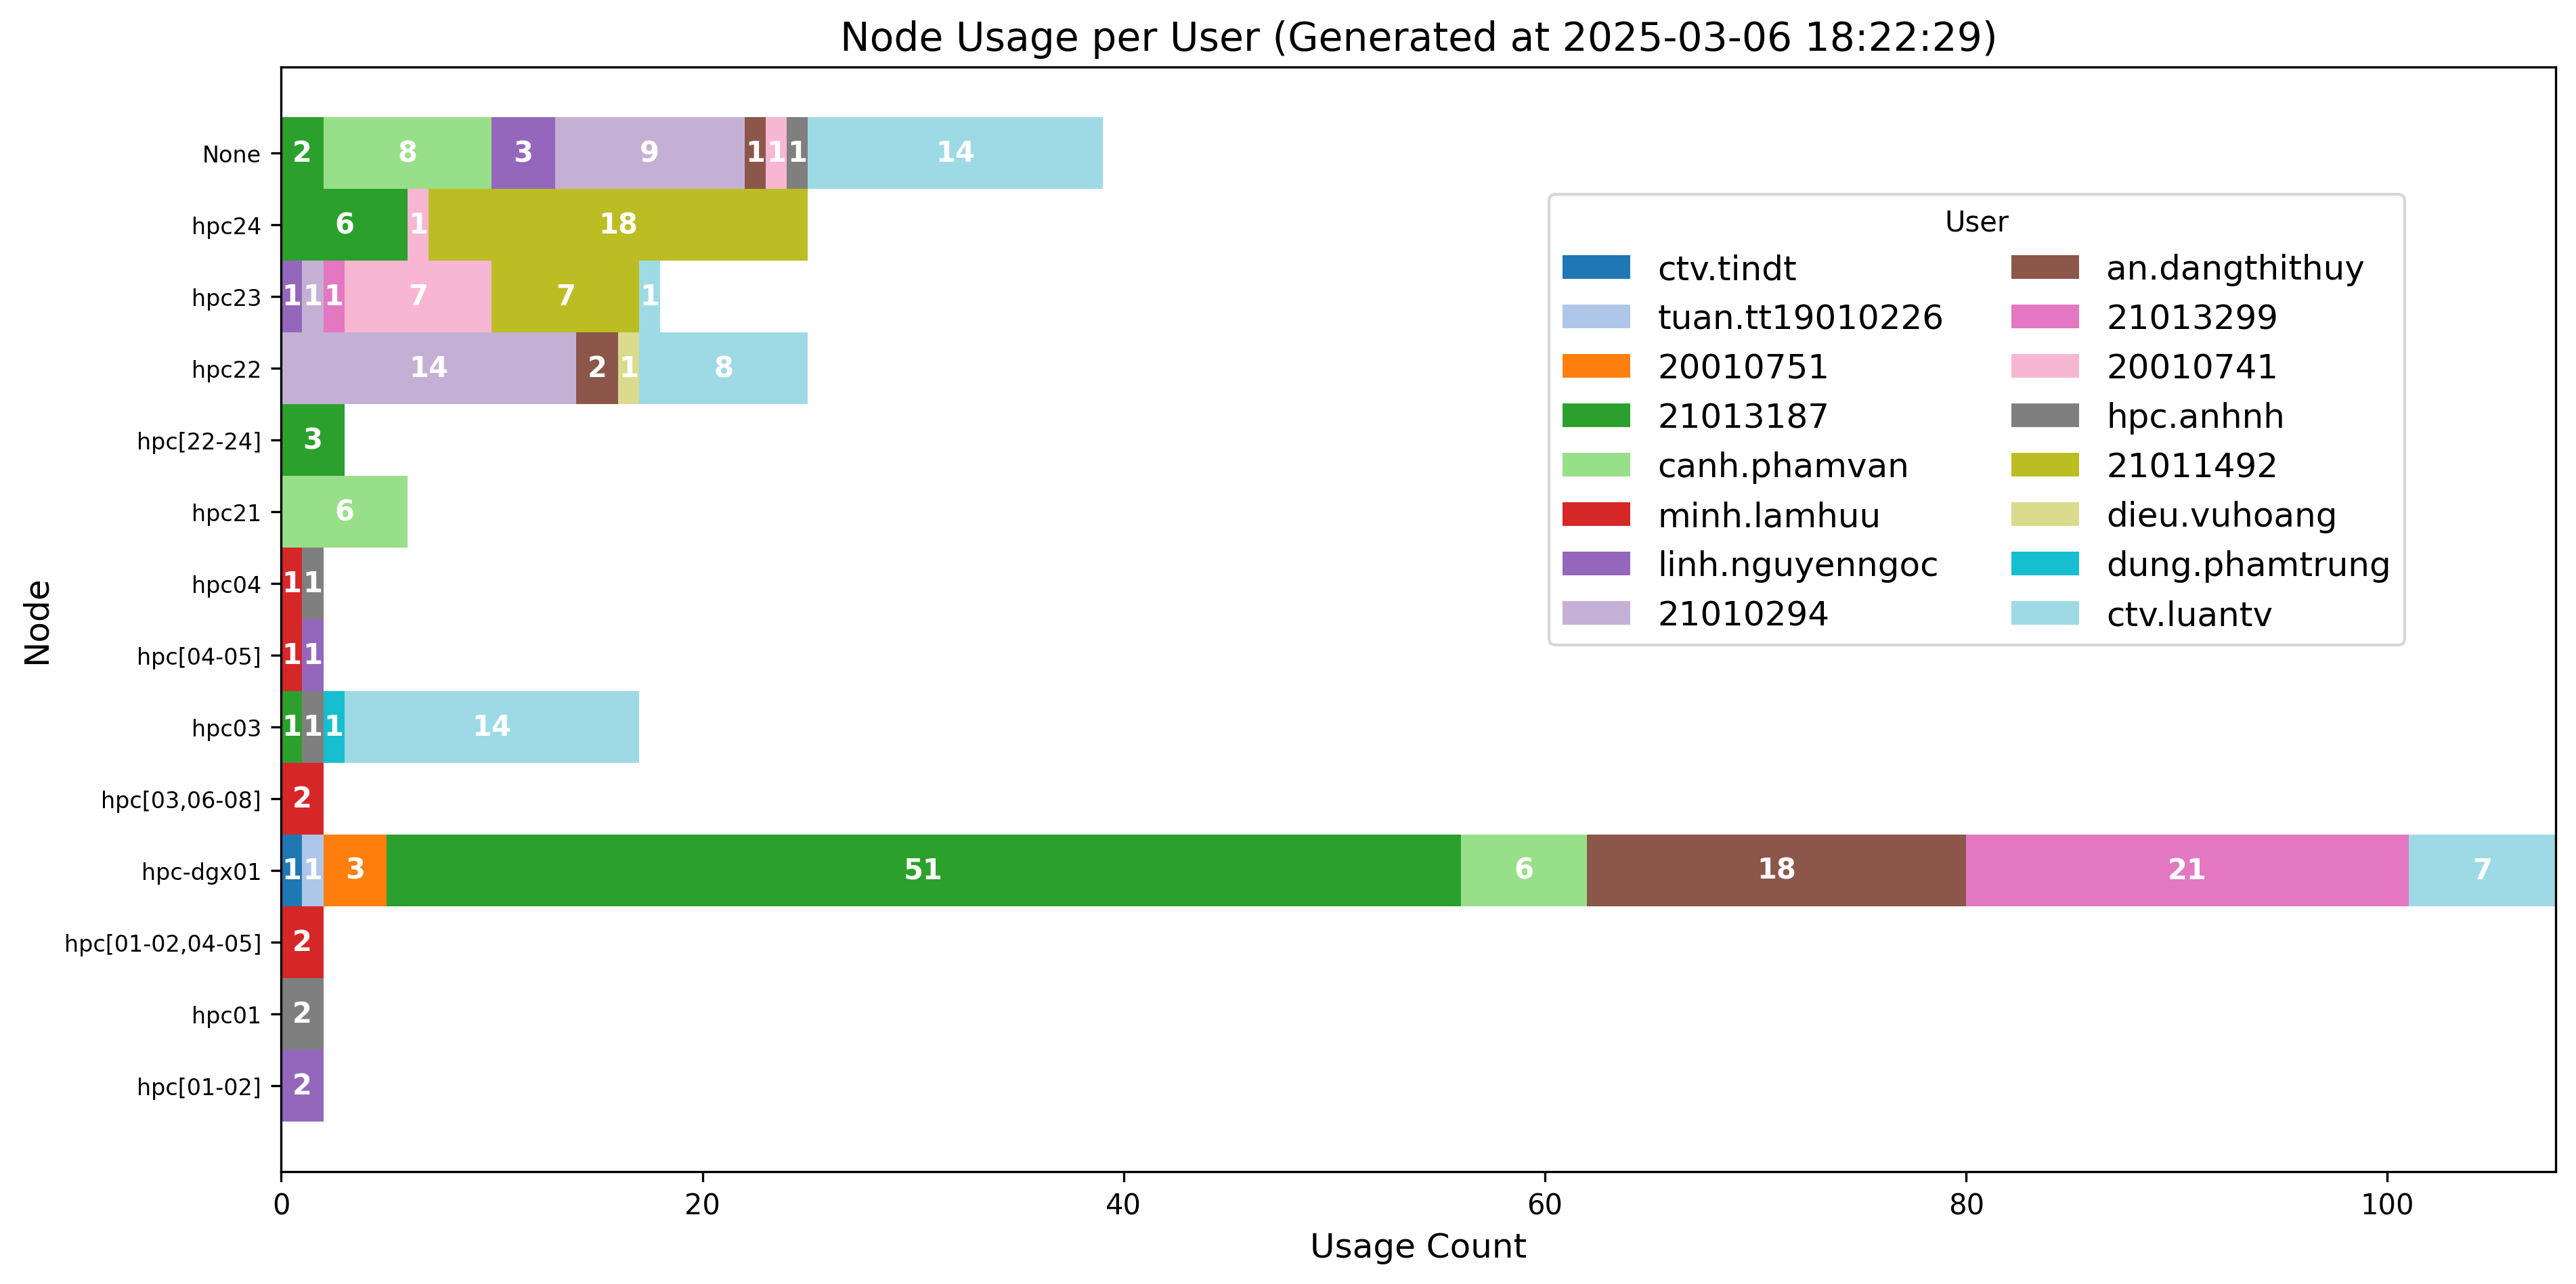 Node Usage per User (Generated at 2025-03-06 18:22:29)
None
2 8 3 9 1 1 1 14
hpc24
6 1 18
hpc23
1 1 1 7 7 1
hpc22
14 2 1 8
hpc[22-24]
3
hpc21
6
hpc04
1 1
hpc[04-05]
1 1
hpc03
1 1 1 14
hpc[03,06-08]
2
hpc-dgx01
1 1 3 51 6 18 21 7
hpc[01-02,04-05]
2
hpc01
2
hpc[01-02]
2
Node
0 20 40 60 80 100
Usage Count
User
ctv.tindt
tuan.tt19010226
20010751
21013187
canh.phamvan
minh.lamhuu
linh.nguyenngoc
21010294
an.dangthithuy
21013299
20010741
hpc.anhnh
21011492
dieu.vuhoang
dung.phamtrung
ctv.luantv